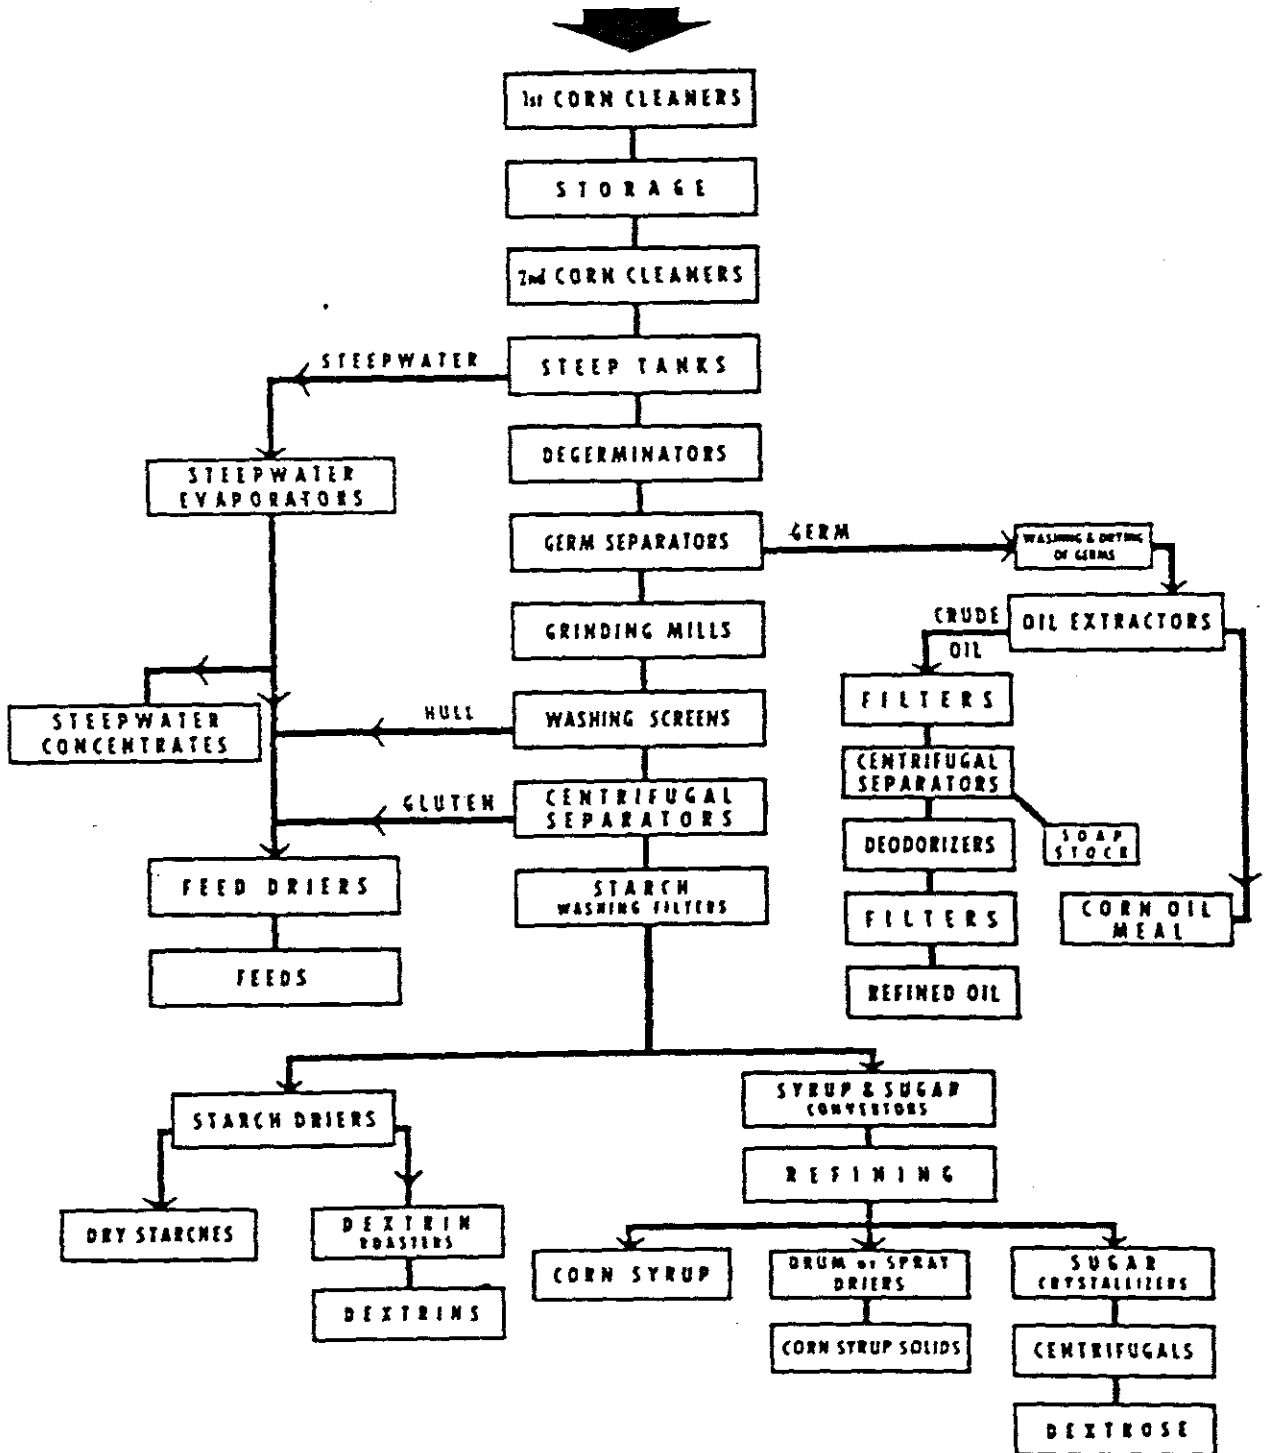 1st CORN CLEANERS
STORAGE
2nd CORN CLEANERS
STEEPWATER
STEEP TANKS
DEGERMINATORS
STEEPWATER
EVAPORATORS
GERM SEPARATORS
GERM
WASHING & DRYING
OF GERMS
GRINDING MILLS
CRUDE
OIL
OIL EXTRACTORS
FILTERS
STEEPWATER
CONCENTRATES
HULL
WASHING SCREENS
CENTRIFUGAL
SEPARATORS
GLUTEN
CENTRIFUGAL
SEPARATORS
DEODORIZERS
SOAP
STOCK
FEED DRIERS
STARCH
WASHING FILTERS
FILTERS
CORN OIL
MEAL
FEEDS
REFINED OIL
STARCH DRIERS
SYRUP & SUGAR
CONVERTORS
REFINING
DRY STARCHES
DEXTRIN
ROASTERS
CORN SYRUP
DRUM or SPRAY
DRIERS
SUGAR
CRYSTALLIZERS
DEXTRINS
CORN SYRUP SOLIDS
CENTRIFUGALS
DEXTROSE